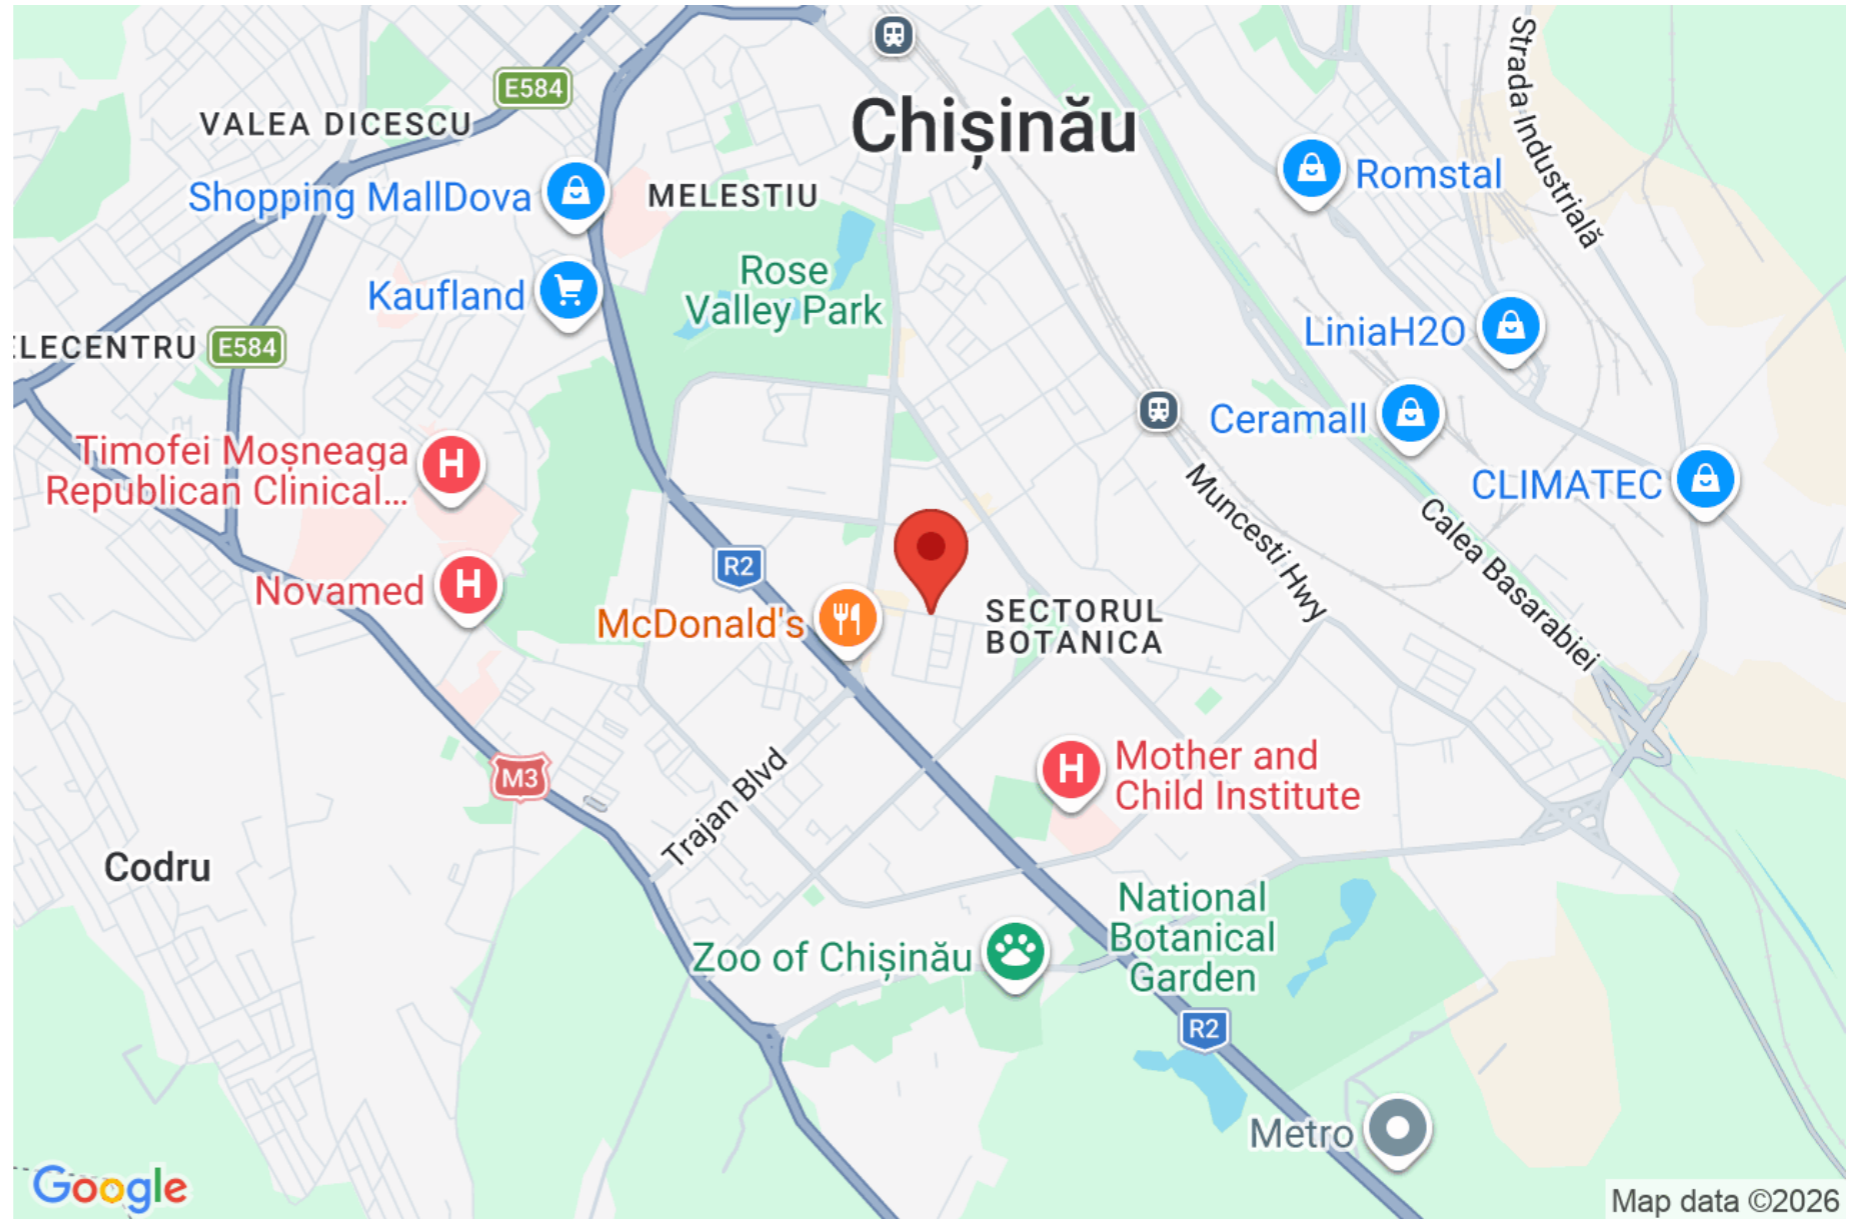 Strada Industrială
E584
Chișinău
VALEA DICESCU
Shopping MallDova
MELESTIU
Romstal
Rose
Valley Park
Kaufland
LiniaH2O
ELECENTRU
E584
Ceramall
Timofei Moșneaga
Republican Clinical...
CLIMATEC
Muncesti Hwy
Calea Basarabiei
R2
Novamed
McDonald's
SECTORUL
BOTANICA
M3
Trajan Blvd
Mother and
Child Institute
Codru
National
Botanical
Garden
Zoo of Chișinău
R2
Metro
Google
Map data ©2026